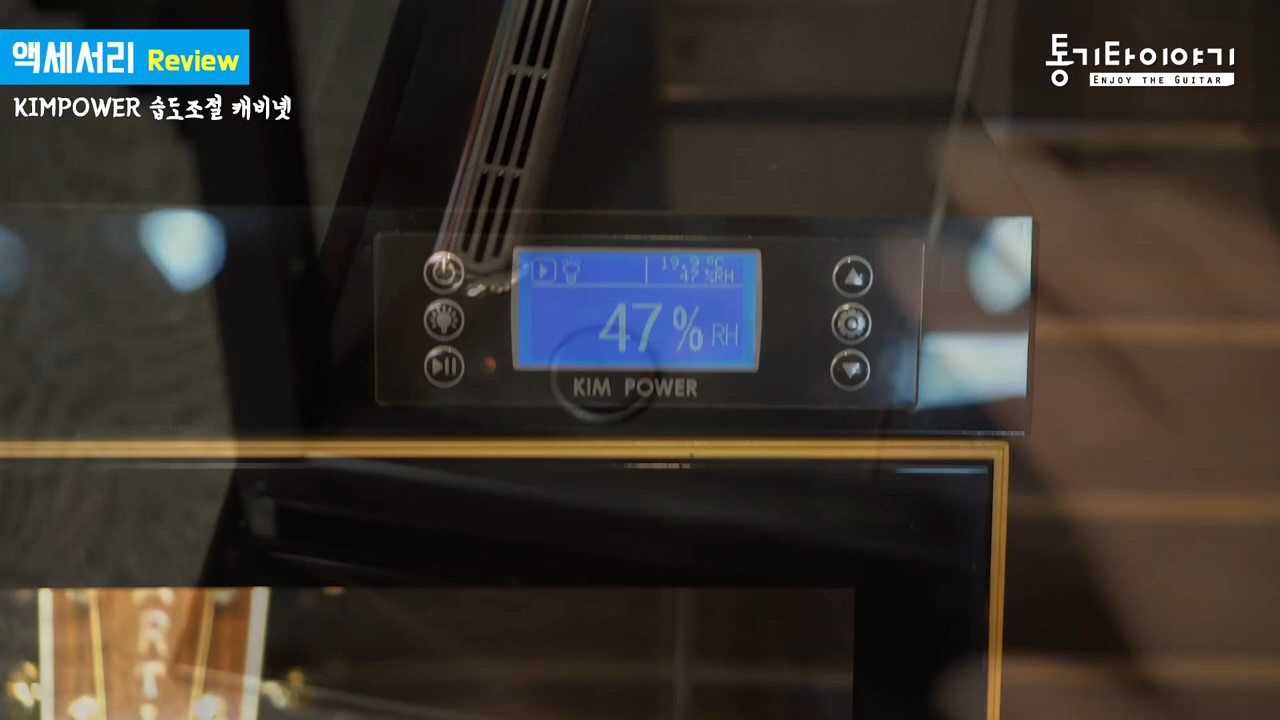 액세서리 Review
KIMPOWER 습도조절 캐비넷
통기타이야기
ENJOY THE GUITAR
19.9 °C
47 %RH
47 % RH
KIM POWER